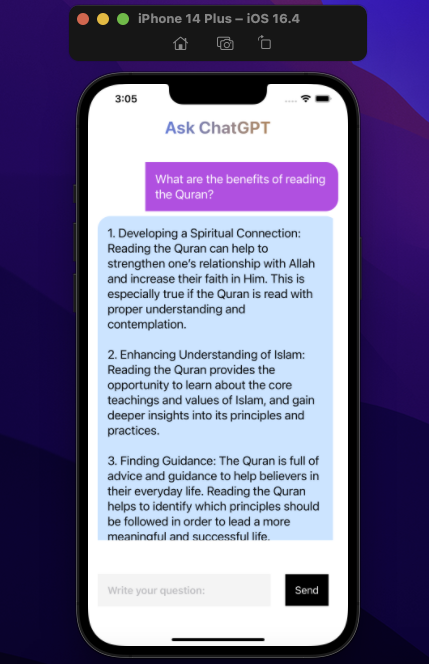 iPhone 14 Plus – iOS 16.4
3:05
Ask ChatGPT
What are the benefits of reading
the Quran?
1. Developing a Spiritual Connection:
Reading the Quran can help to
strengthen one's relationship with Allah
and increase their faith in Him. This is
especially true if the Quran is read with
proper understanding and
contemplation.
2. Enhancing Understanding of Islam:
Reading the Quran provides the
opportunity to learn about the core
teachings and values of Islam, and gain
deeper insights into its principles and
practices.
3. Finding Guidance: The Quran is full of
advice and guidance to help believers in
their everyday life. Reading the Quran
helps to identify which principles should
be followed in order to lead a more
meaningful and successful life.
Write your question:
Send